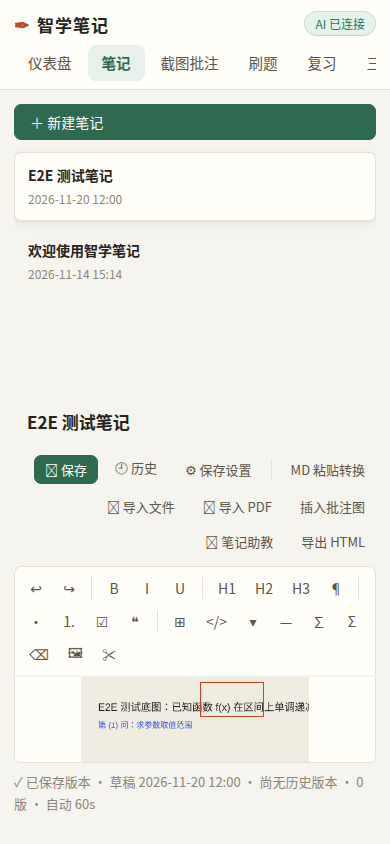 智学笔记
AI 已连接
仪表盘 笔记 截图批注 刷题 复习
＋ 新建笔记
E2E 测试笔记
2026-11-20 12:00
欢迎使用智学笔记
2026-11-14 15:14
E2E 测试笔记
保存 历史 保存设置 MD 粘贴转换
导入文件 导入 PDF 插入批注图
笔记助教 导出 HTML
↩ ↪ B I U H1 H2 H3 ¶
• 1. ☑ ❝ ⊞ </> ▾ — ∑ Σ
E2E 测试底图：已知函数 f(x) 在区间上单调递
第 (1) 问：求参数取值范围
✓ 已保存版本 · 草稿 2026-11-20 12:00 · 尚无历史版本 · 0
版 · 自动 60s